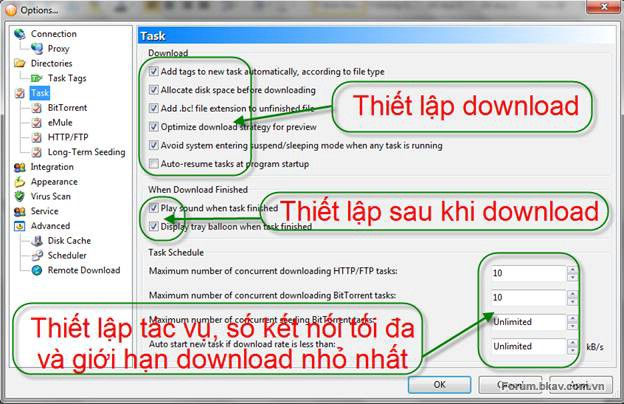 Options...
Connection
Proxy
Directories
Task Tags
Task
BitTorrent
eMule
HTTP/FTP
Long-Term Seeding
Integration
Appearance
Virus Scan
Service
Advanced
Disk Cache
Scheduler
Remote Download
Task
Download
Add tags to new task automatically, according to file type
Allocate disk space before downloading
Add .bc! file extension to unfinished file
Optimize download strategy for preview
Avoid system entering suspend/sleeping mode when any task is running
Auto-resume tasks at program startup
Thiết lập download
When Download Finished
Play sound when task finished
Display tray balloon when task finished
Thiết lập sau khi download
Task Schedule
Maximum number of concurrent downloading HTTP/FTP tasks:
10
Maximum number of concurrent downloading BitTorrent tasks:
10
Maximum number of concurrent seeding BitTorrent tasks:
Unlimited
Auto start new task if download rate is less than:
Unlimited
kB/s
Thiết lập tác vụ, số kết nối tối đa
và giới hạn download nhỏ nhất
OK
Forum.bkav.com.vn